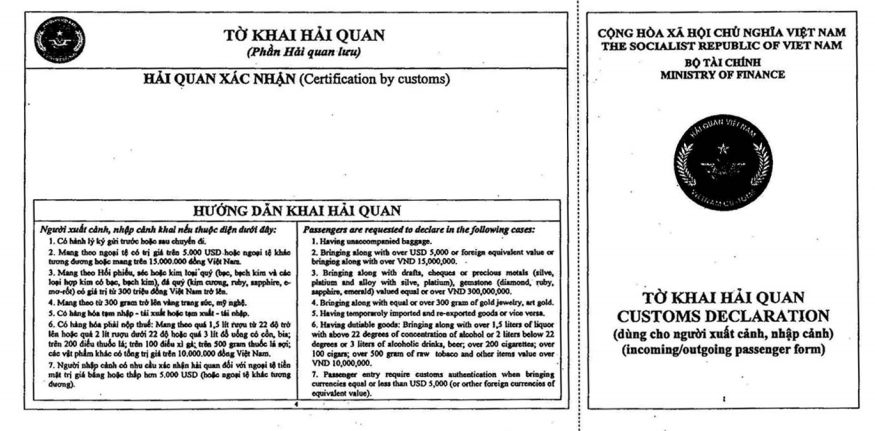 TỜ KHAI HẢI QUAN
(Phần Hải quan lưu)
HẢI QUAN XÁC NHẬN (Certification by customs)
HƯỚNG DẪN KHAI HẢI QUAN
Người xuất cảnh, nhập cảnh khai nếu thuộc diện dưới đây:
1. Có hành lý ký gửi trước hoặc sau chuyến đi.
2. Mang theo ngoại tệ có trị giá trên 5.000 USD hoặc ngoại tệ khác
tương đương hoặc mang trên 15.000.000 đồng Việt Nam.
3. Mang theo Hối phiếu, séc hoặc kim loại quý (bạc, bạch kim và các
loại hợp kim có bạc, bạch kim), đá quý (kim cương, ruby, sapphire, e-
mơ-rốt) có giá trị từ 300 triệu đồng Việt Nam trở lên.
4. Mang theo từ 300 gram trở lên vàng trang sức, mỹ nghệ.
5. Có hàng hóa tạm nhập - tái xuất hoặc tạm xuất - tái nhập.
6. Có hàng hóa phải nộp thuế: Mang theo quá 1,5 lít rượu từ 22 độ trở
lên hoặc quá 2 lít rượu dưới 22 độ hoặc quá 3 lít đồ uống có cồn, bia;
trên 200 điếu thuốc lá; trên 100 điếu xì gà; trên 500 gram thuốc lá sợi;
các vật phẩm khác có tổng trị giá trên 10.000.000 đồng Việt Nam.
7. Người nhập cảnh có nhu cầu xác nhận hải quan đối với ngoại tệ tiền
mặt trị giá bằng hoặc thấp hơn 5.000 USD (hoặc ngoại tệ khác tương
đương).
Passengers are requested to declare in the following cases:
1. Having unaccompanied baggage.
2. Bringing along with over USD 5,000 or foreign equivalent value or
bringing along with over VND 15,000,000.
3. Bringing along with drafts, cheques or precious metals (silve,
platium and alloy with silve, platium), gemstone (diamond, ruby,
sapphire, emerald) valued equal or over VND 300,000,000.
4. Bringing along with equal or over 300 gram of gold jewelry, art gold.
5. Having temporaroly imported and re-exported goods or vice versa.
6. Having dutiable goods: Bringing along with over 1,5 liters of liquor
with above 22 degrees of concentration of alcohol or 2 liters below 22
degrees or 3 liters of alcoholic drinks, beer; over 200 cigarettes; over
100 cigars; over 500 gram of raw tobaco and other items value over
VND 10,000,000.
7. Passenger entry require customs authentication when bringing
currencies equal or less than USD 5,000 (or orther foreign currencies of
equivalent value).
4
CỘNG HÒA XÃ HỘI CHỦ NGHĨA VIỆT NAM
THE SOCIALIST REPUBLIC OF VIET NAM
BỘ TÀI CHÍNH
MINISTRY OF FINANCE
HẢI QUAN VIỆT NAM
VIETNAM CUSTOMS
TỜ KHAI HẢI QUAN
CUSTOMS DECLARATION
(dùng cho người xuất cảnh, nhập cảnh)
(incoming/outgoing passenger form)
1